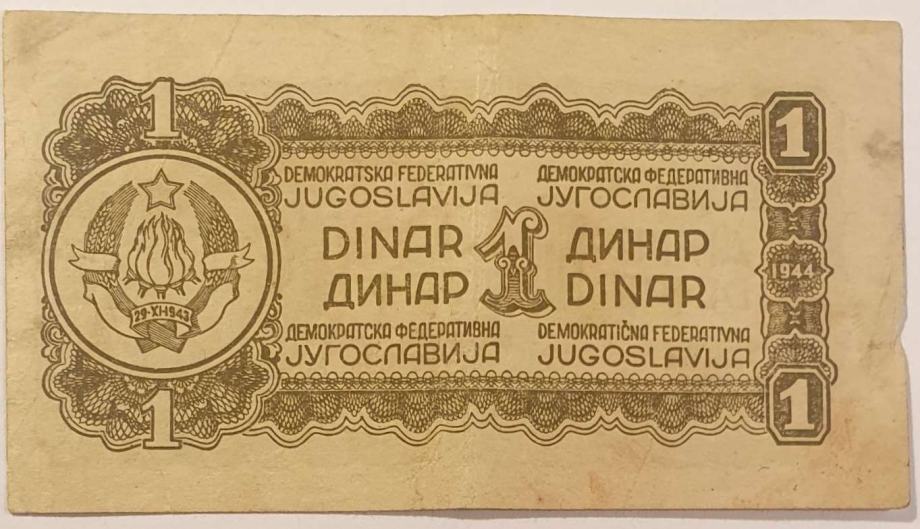 1
1
DEMOKRATSKA FEDERATIVNA
JUGOSLAVIJA
ДЕМОКРАТСКА ФЕДЕРАТИВНА
ЈУГОСЛАВИЈА
DINAR
ДИНАР
1
ДИНАР
DINAR
1944
29·XI·1943
ДЕМОКРАТСКА ФЕДЕРАТИВНА
ЈУГОСЛАВИЈА
DEMOKRATIČNA FEDERATIVNA
JUGOSLAVIJA
1
1